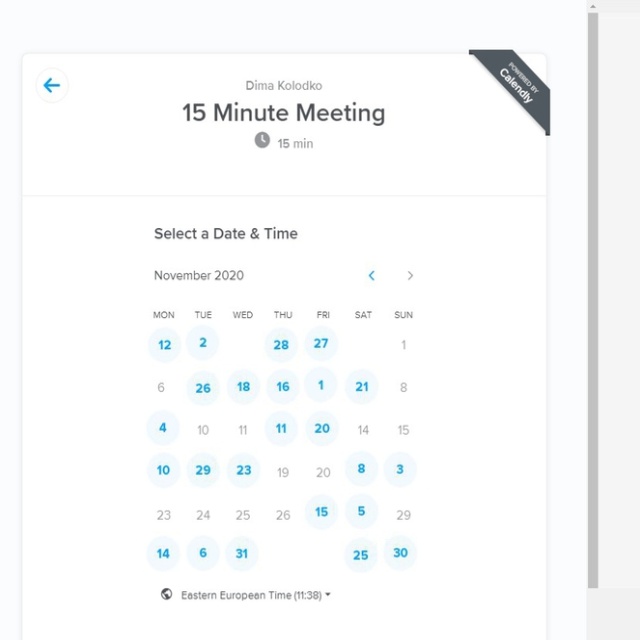 POWERED BY
Calendly
Dima Kolodko
15 Minute Meeting
15 min
Select a Date & Time
November 2020
MON TUE WED THU FRI SAT SUN
12 2 28 27 1
6 26 18 16 1 21 8
4 10 11 11 20 14 15
10 29 23 19 20 8 3
23 24 25 26 15 5 29
14 6 31 25 30
Eastern European Time (11:38)